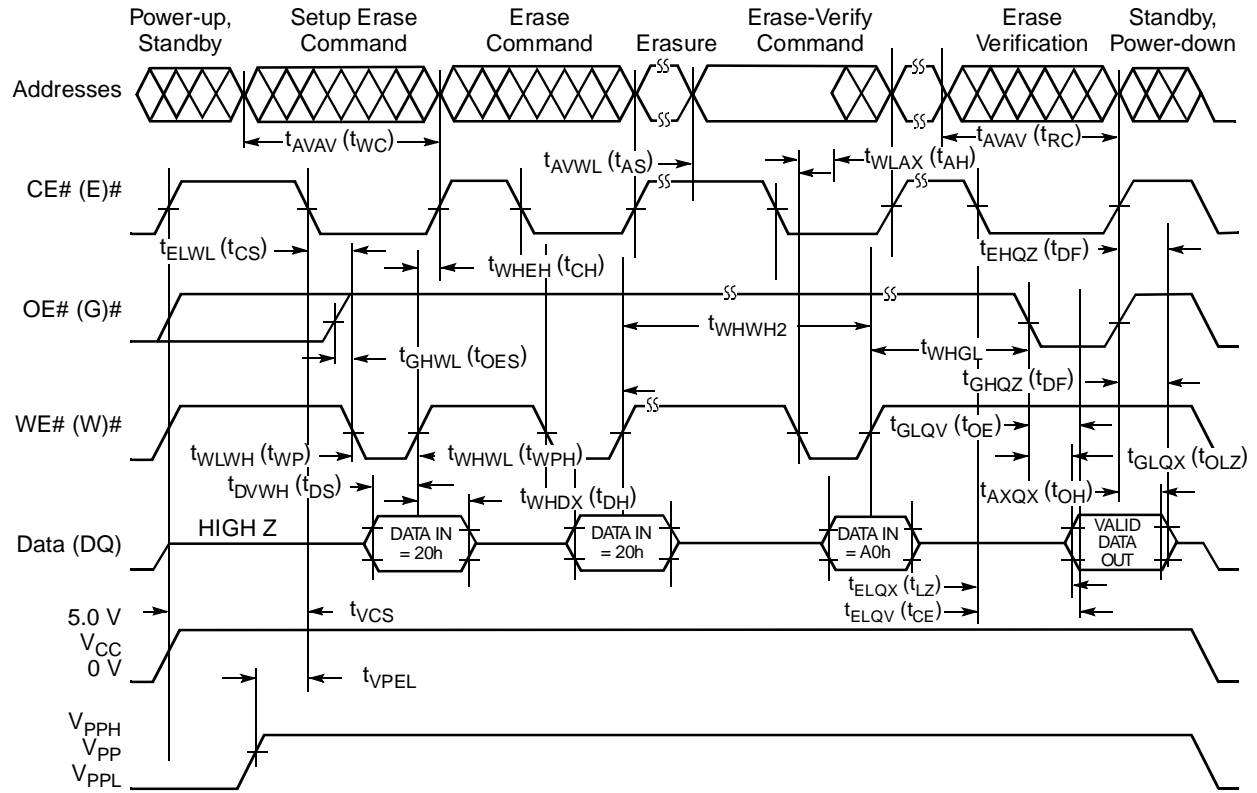 Power-up, Standby
Setup Erase Command
Erase Command
Erasure
Erase-Verify Command
Erase Verification
Standby, Power-down
Addresses
tAVAV (tWC)
tAVWL (tAS)
tWLAX (tAH)
tAVAV (tRC)
CE# (E)#
tELWL (tCS)
tWHEH (tCH)
tEHQZ (tDF)
OE# (G)#
tGHWL (tOES)
tWHWH2
tWHGL
tGHQZ (tDF)
WE# (W)#
tGLQV (tOE)
tWLWH (tWP)
tWHWL (tWPH)
tGLQX (tOLZ)
tDVWH (tDS)
tWHDX (tDH)
tAXQX (tOH)
Data (DQ)
HIGH Z
DATA IN = 20h
DATA IN = 20h
DATA IN = A0h
VALID DATA OUT
tELQX (tLZ)
tELQV (tCE)
5.0 V
VCC
0 V
tVCS
tVPEL
VPPH
VPP
VPPL